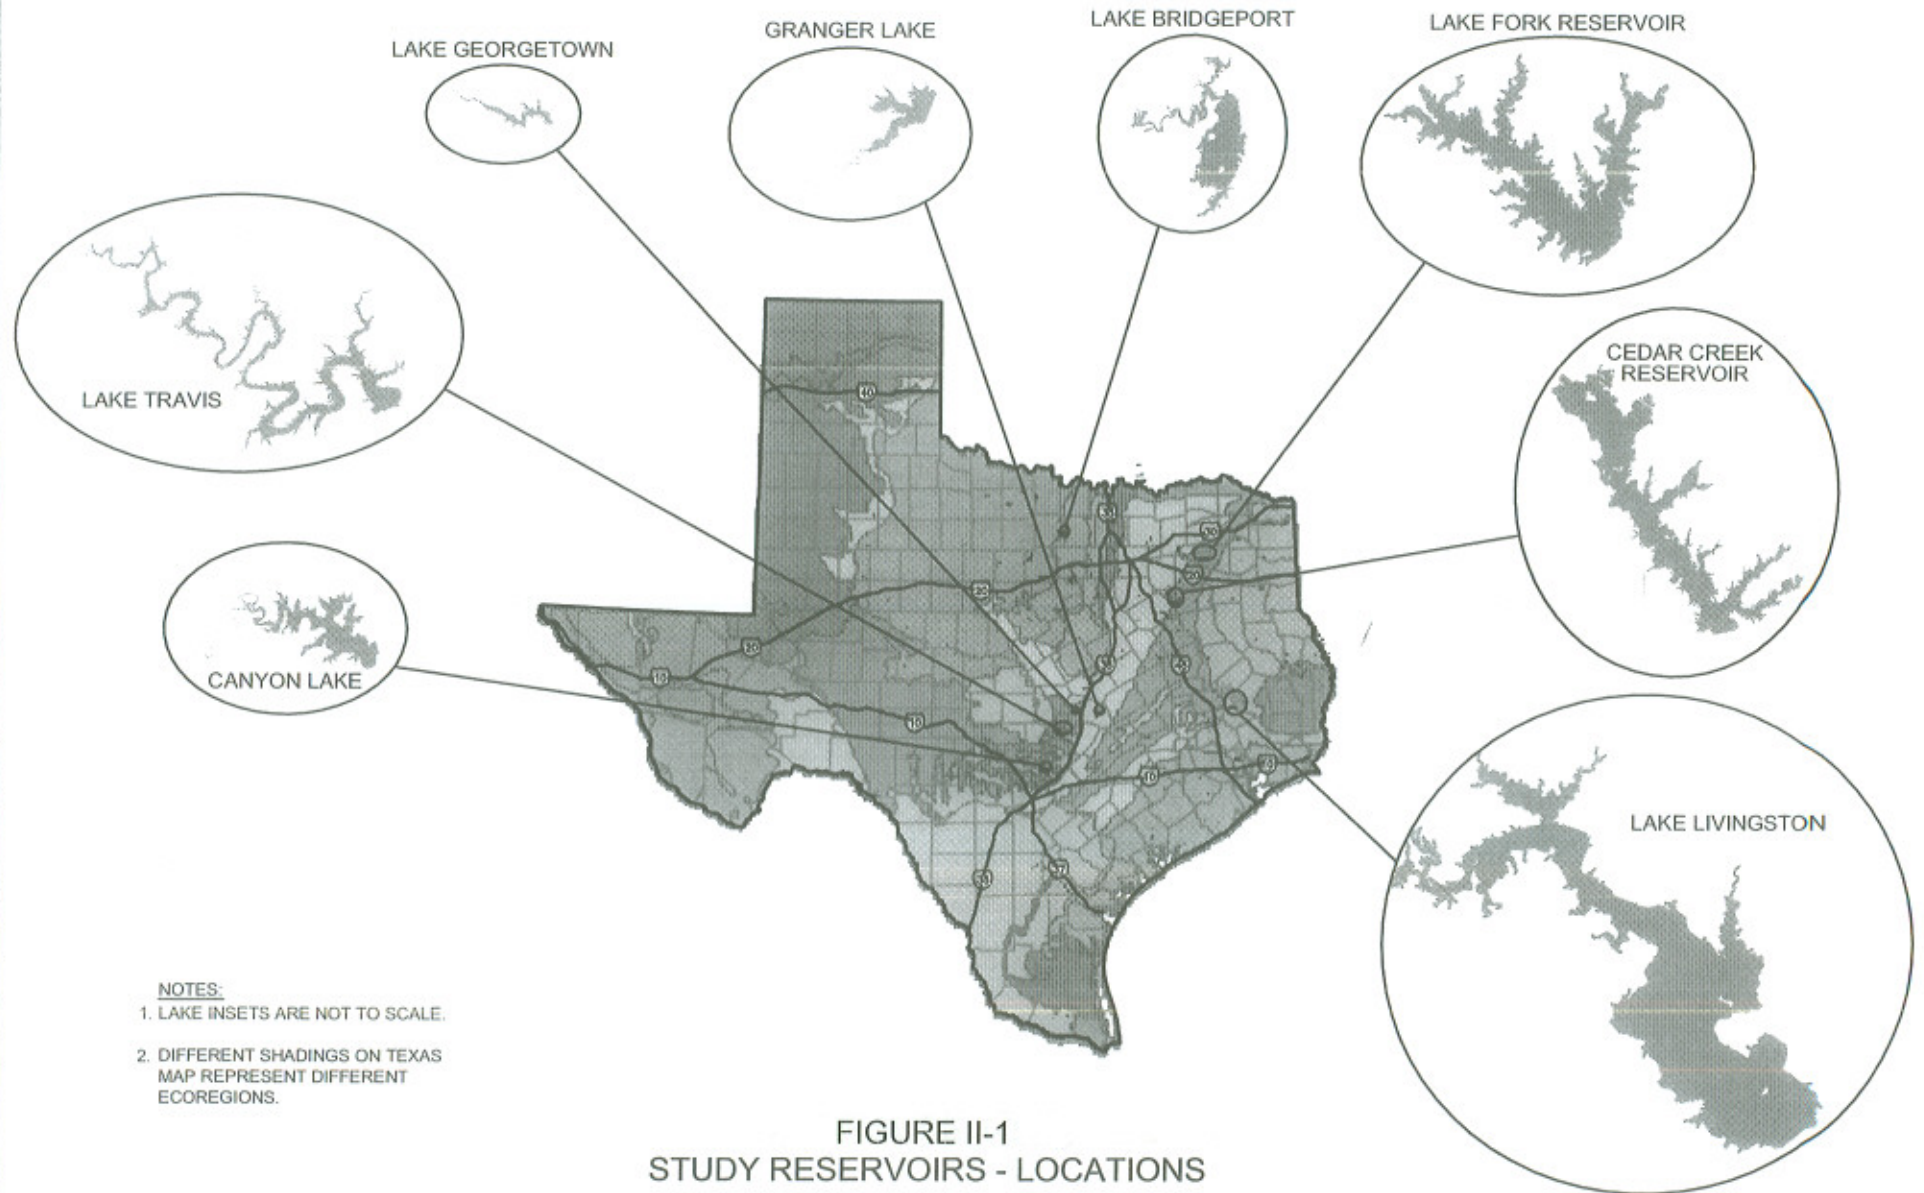 LAKE GEORGETOWN
GRANGER LAKE
LAKE BRIDGEPORT
LAKE FORK RESERVOIR
LAKE TRAVIS
CEDAR CREEK
RESERVOIR
CANYON LAKE
LAKE LIVINGSTON
40
30
20
20
20
10
10
10
45
37
NOTES:
1. LAKE INSETS ARE NOT TO SCALE.
2. DIFFERENT SHADINGS ON TEXAS
MAP REPRESENT DIFFERENT
ECOREGIONS.
FIGURE II-1
STUDY RESERVOIRS - LOCATIONS